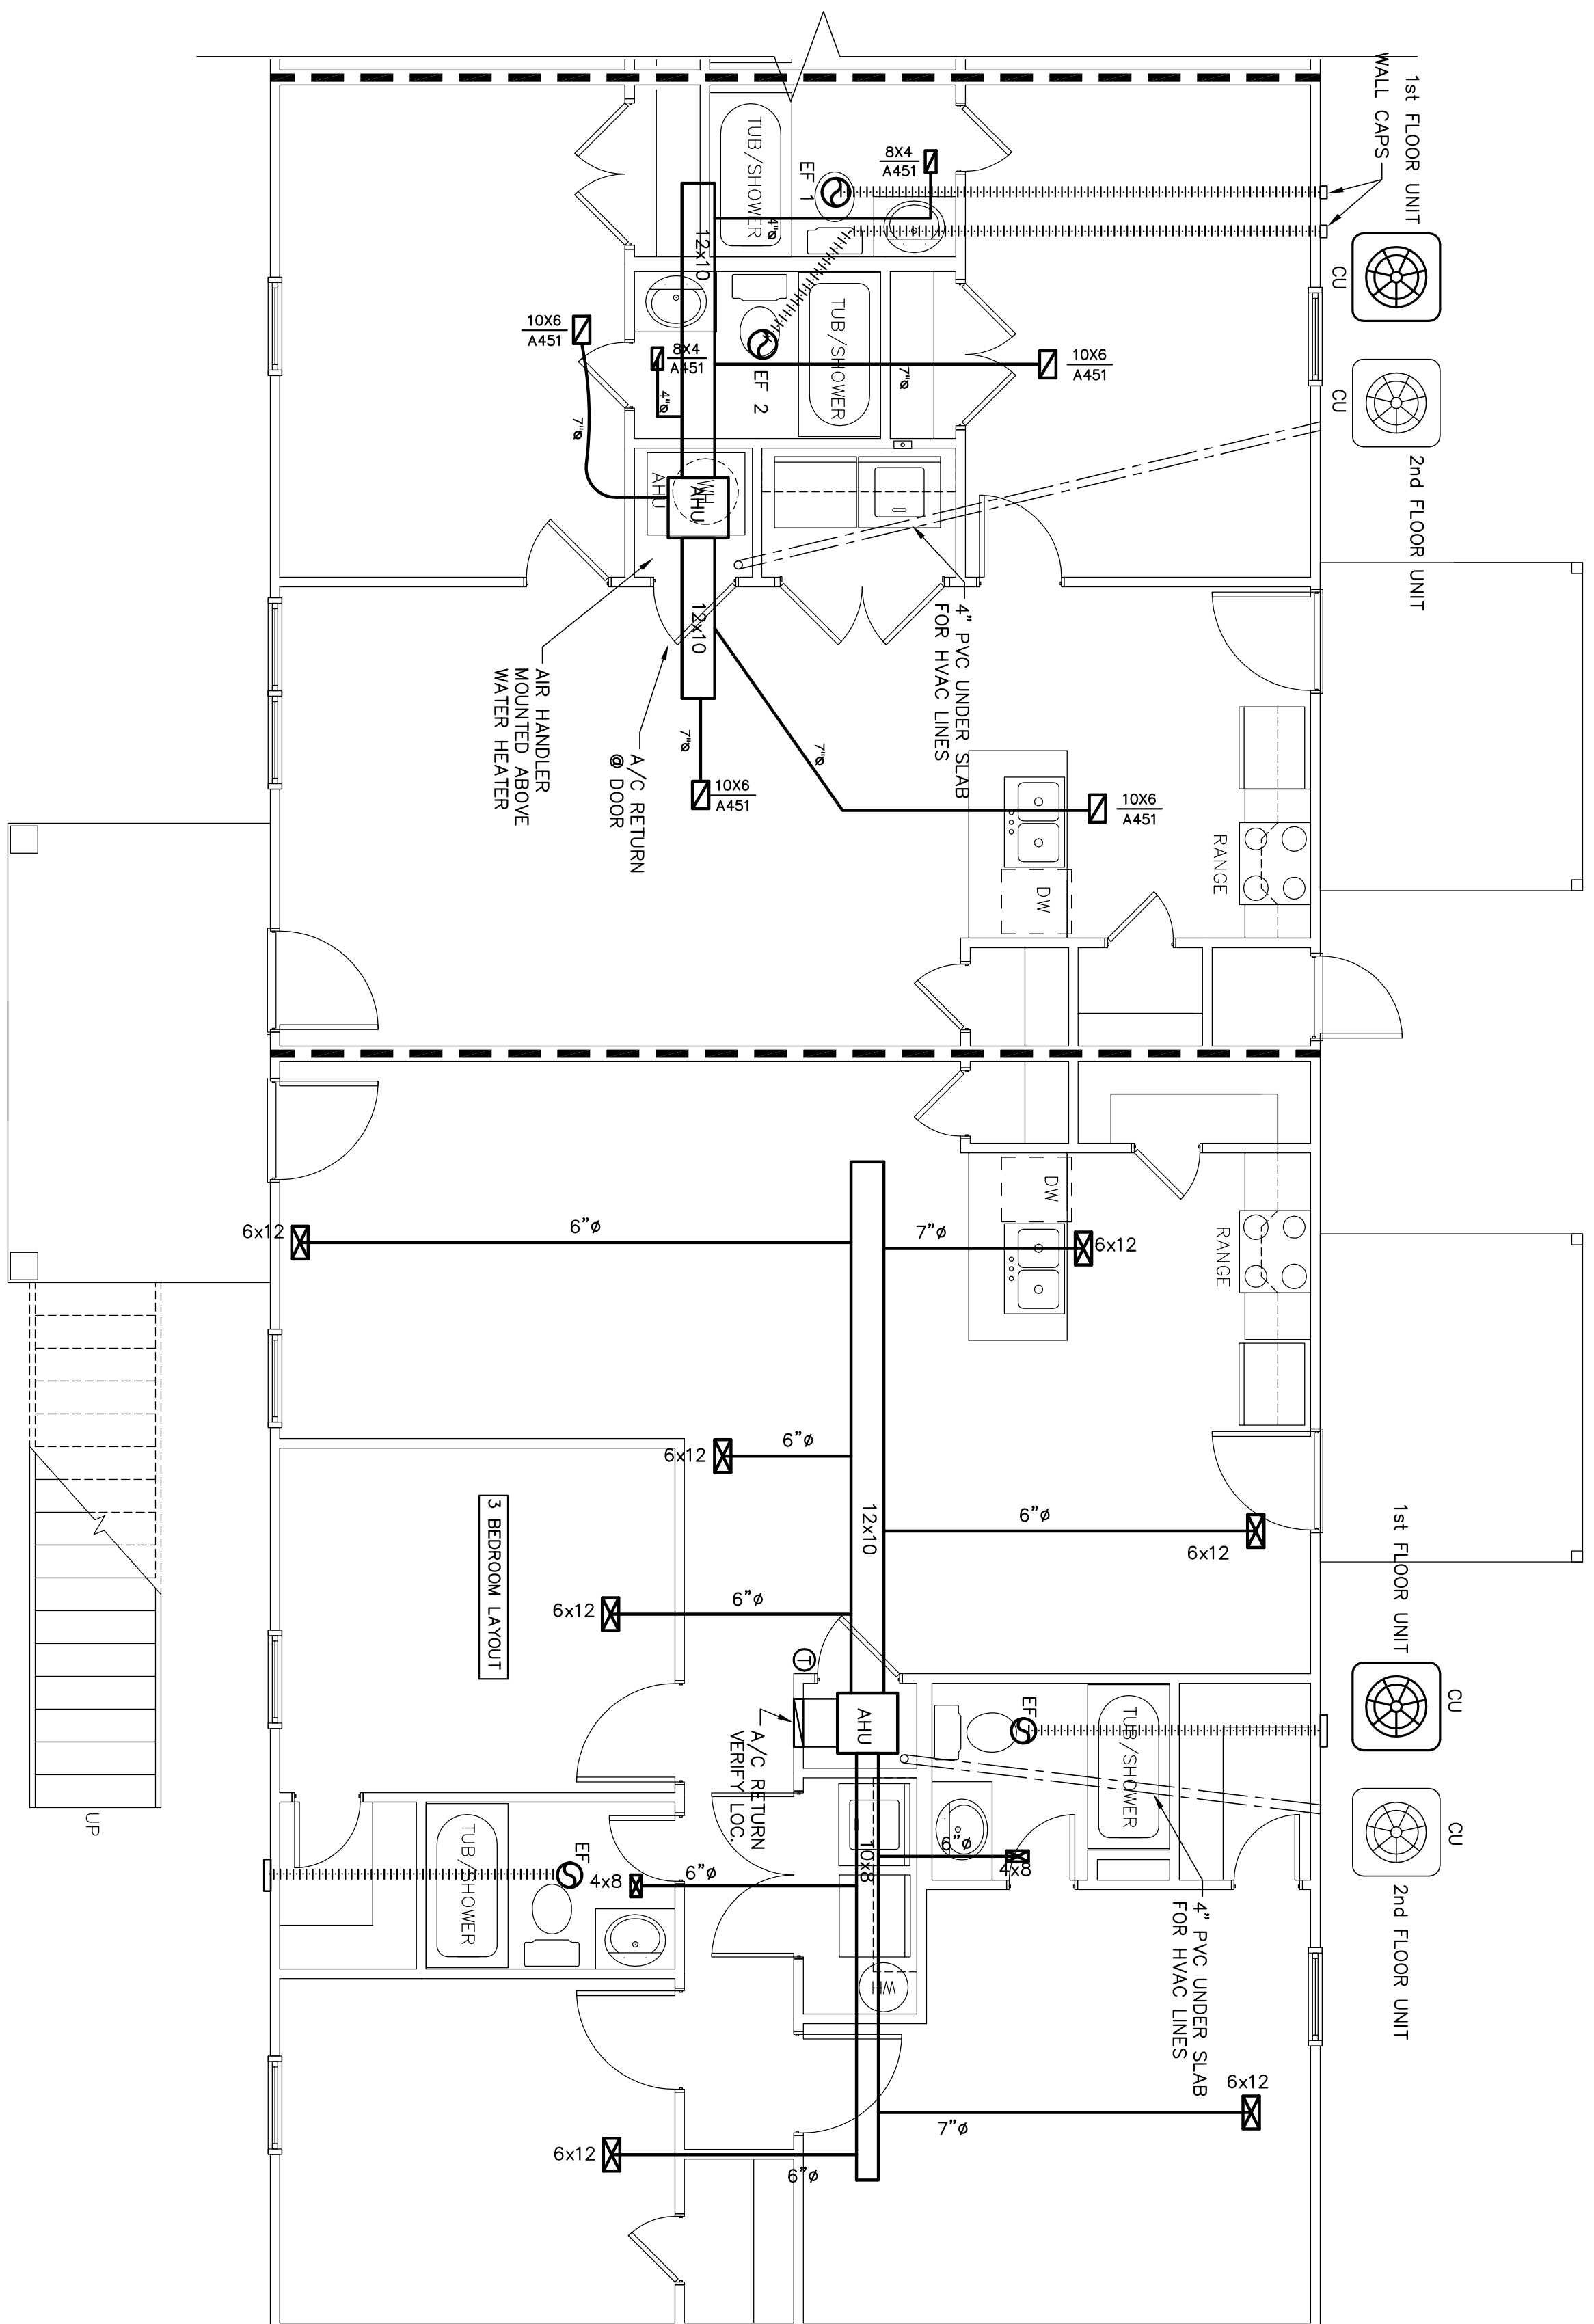 1st FLOOR UNIT
WALL CAPS
CU
CU
2nd FLOOR UNIT
TUB/SHOWER
EF 1
8X4
A451
4"ø
12x10
10X6
A451
8X4
A451
4"ø
7"ø
EF 2
TUB/SHOWER
7"ø
10X6
A451
WH
AHU
AHU
12x10
4" PVC UNDER SLAB
FOR HVAC LINES
AIR HANDLER
MOUNTED ABOVE
WATER HEATER
A/C RETURN
@ DOOR
7"ø
10X6
A451
7"ø
10X6
A451
RANGE
DW
DW
RANGE
6x12
6"ø
7"ø
6x12
6x12
6"ø
12x10
6"ø
6x12
3 BEDROOM LAYOUT
6x12
6"ø
T
AHU
A/C RETURN
VERIFY LOC.
EF
TUB/SHOWER
1st FLOOR UNIT
CU
CU
2nd FLOOR UNIT
UP
TUB/SHOWER
EF
4x8
6"ø
10x8
6"ø
4x8
WH
4" PVC UNDER SLAB
FOR HVAC LINES
6x12
7"ø
6x12
6"ø